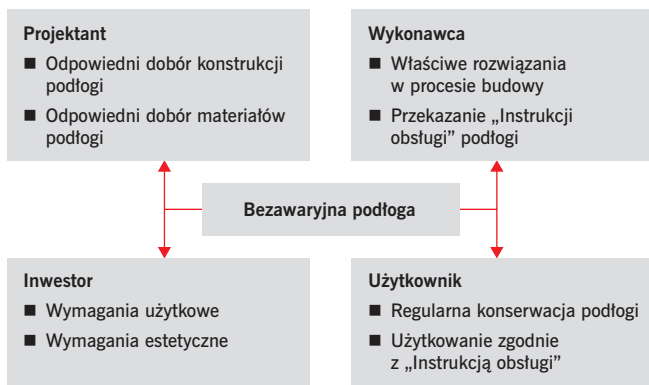 Projektant
■ Odpowiedni dobór konstrukcji
podłogi
■ Odpowiedni dobór materiałów
podłogi
Wykonawca
■ Właściwe rozwiązania
w procesie budowy
■ Przekazanie „Instrukcji
obsługi” podłogi
Bezawaryjna podłoga
Inwestor
■ Wymagania użytkowe
■ Wymagania estetyczne
Użytkownik
■ Regularna konserwacja podłogi
■ Użytkowanie zgodnie
z „Instrukcją obsługi”